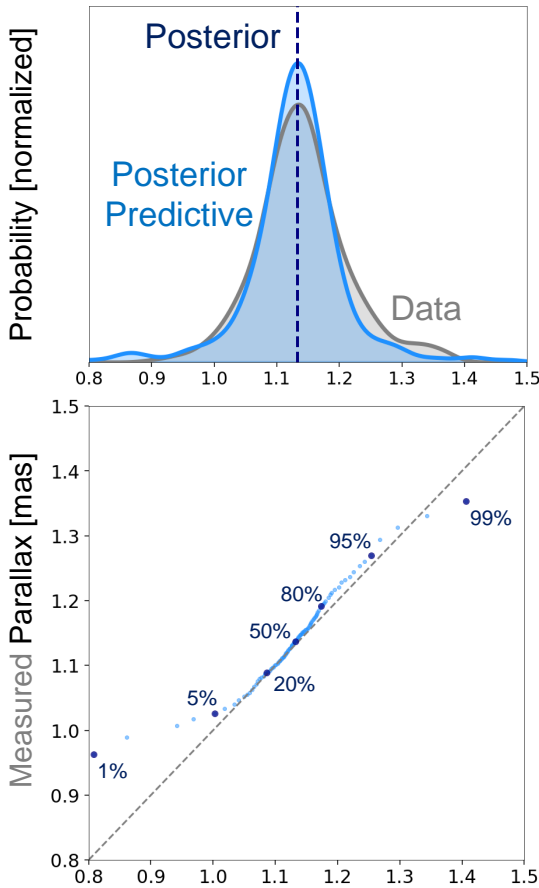 Probability [normalized]
Posterior
Posterior
Predictive
Data
0.8 0.9 1.0 1.1 1.2 1.3 1.4 1.5
Measured Parallax [mas]
1.5
1.4
1.3
1.2
1.1
1.0
0.9
0.8
99%
95%
80%
50%
20%
5%
1%
0.8 0.9 1.0 1.1 1.2 1.3 1.4 1.5